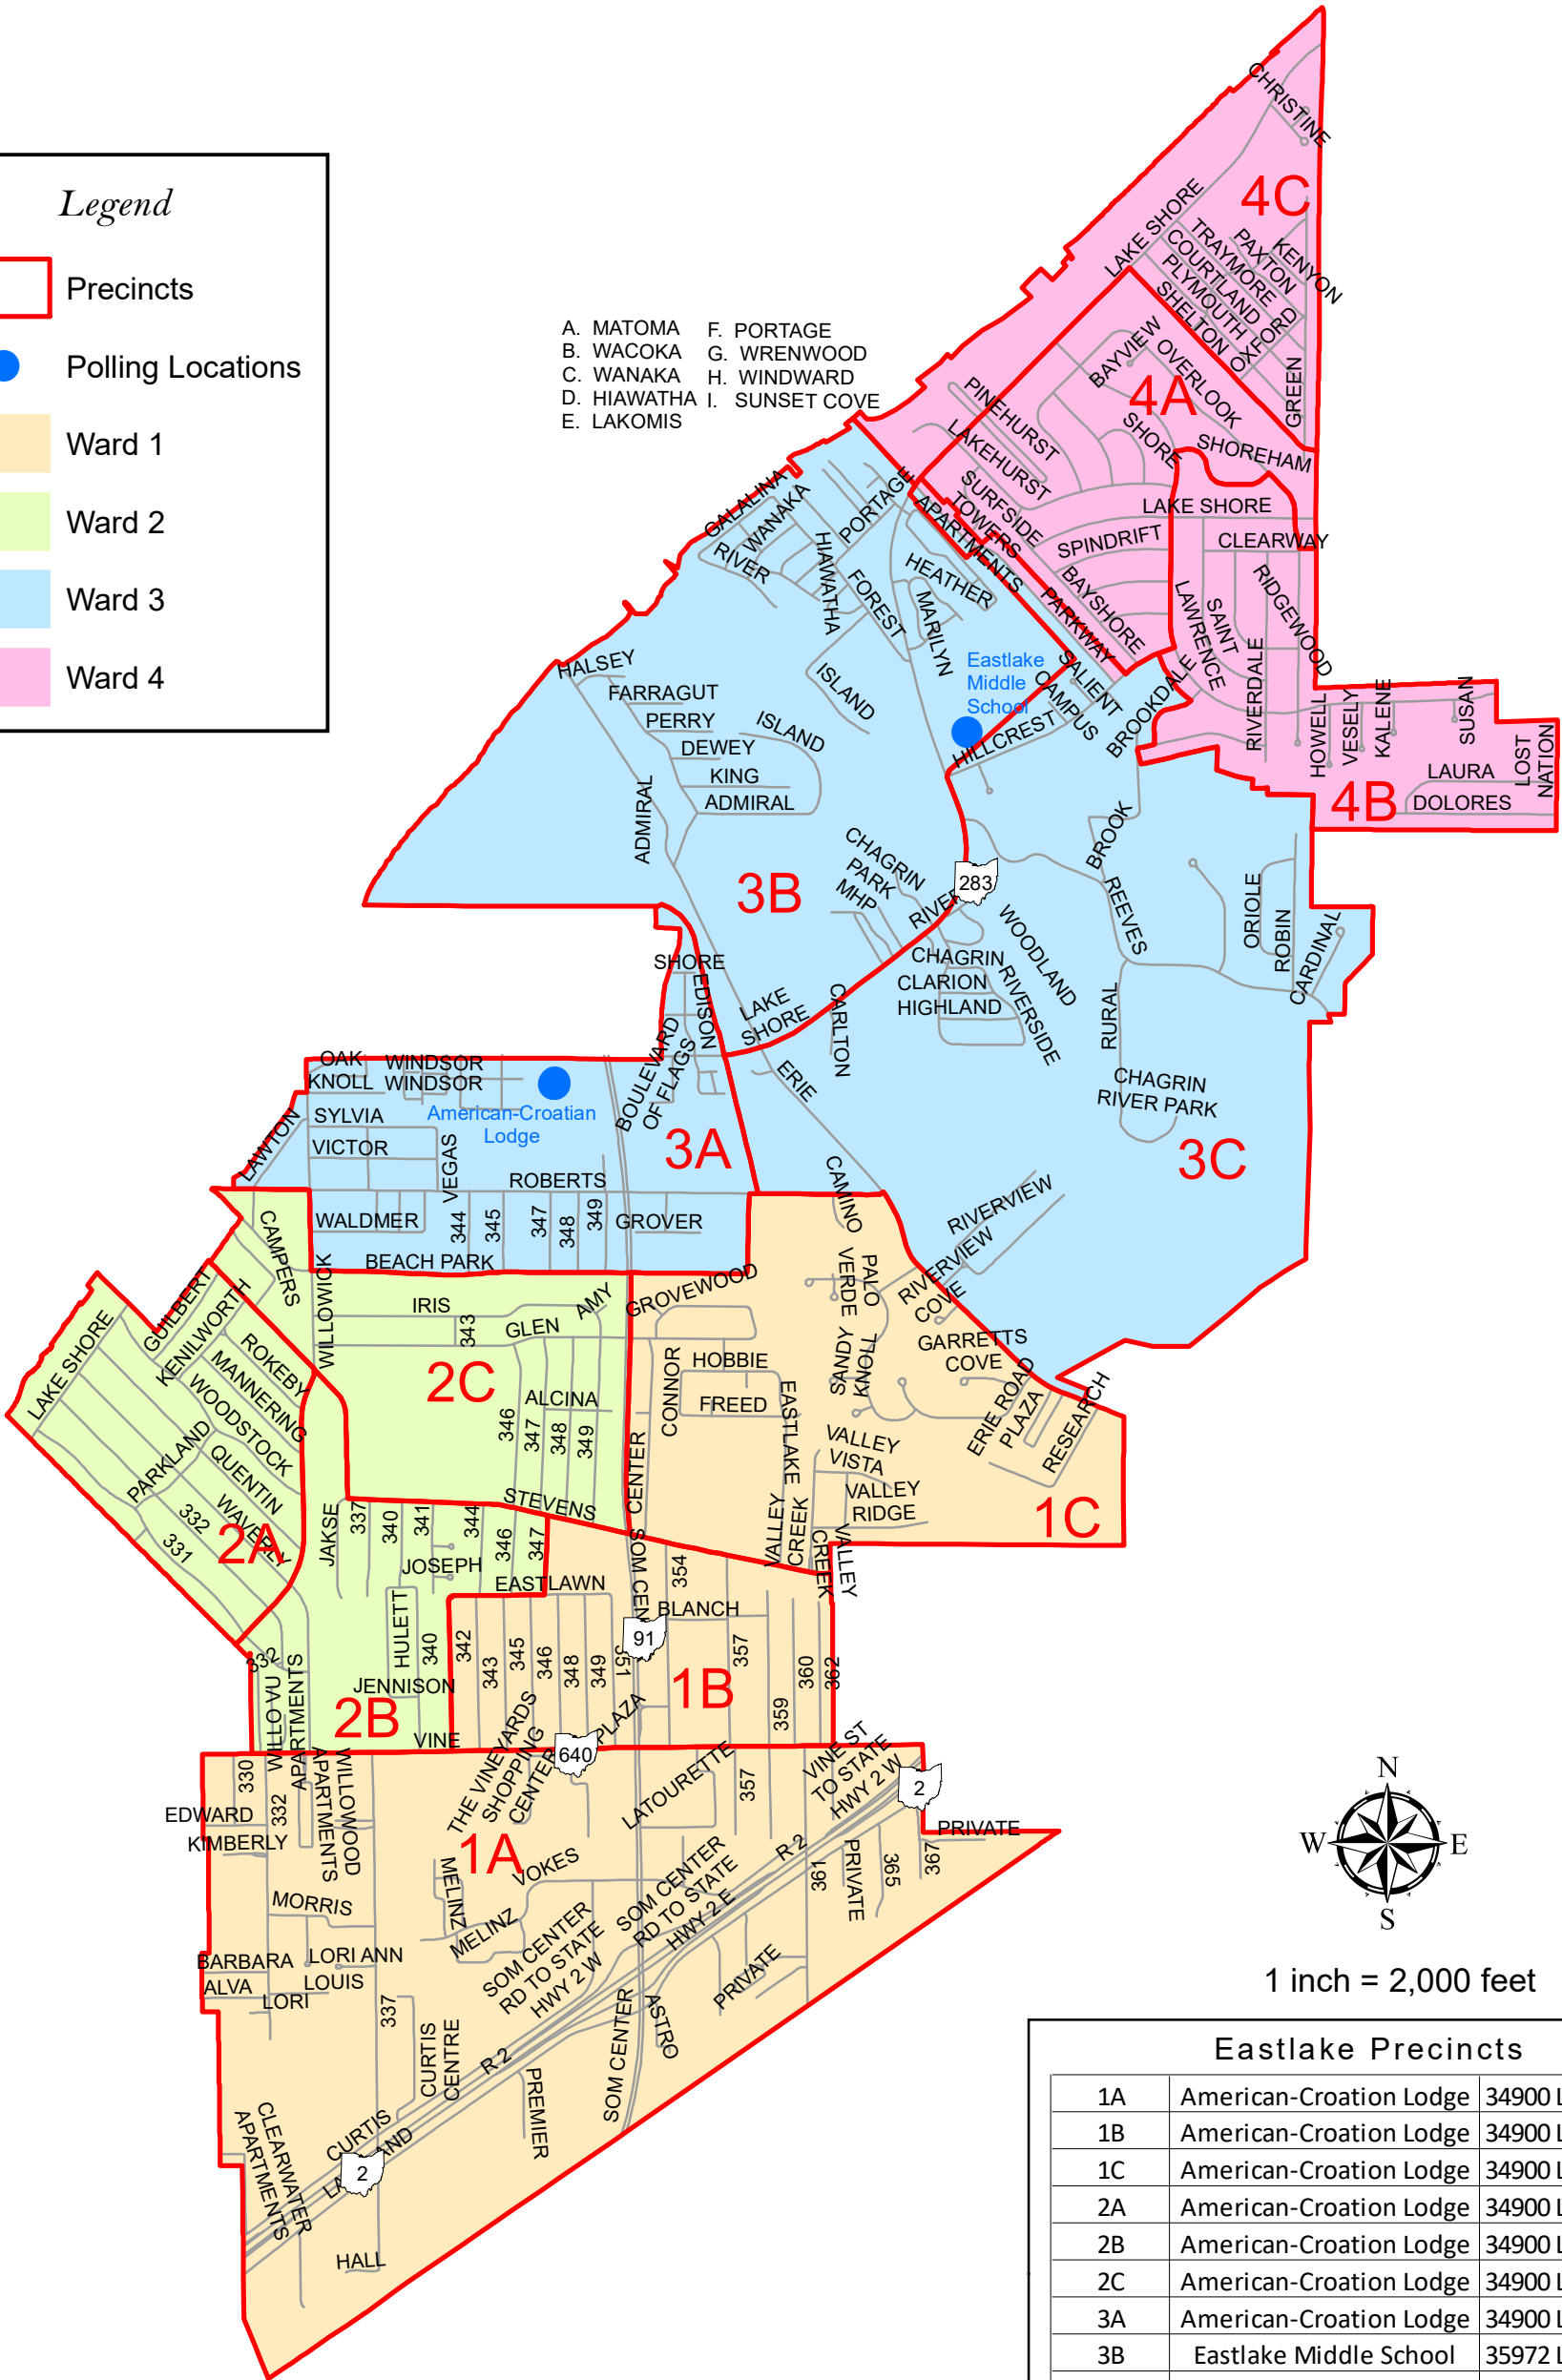 Legend
Precincts
Polling Locations
Ward 1
Ward 2
Ward 3
Ward 4
A. MATOMA
B. WACOKA
C. WANAKA
D. HIAWATHA
E. LAKOMIS
F. PORTAGE
G. WRENWOOD
H. WINDWARD
I. SUNSET COVE
CHRISTINE
4C
LAKE SHORE
TRAYMORE
COURTLAND
PLYMOUTH
SHELTON
PAXTON
KENYON
OXFORD
GREEN
BAYVIEW
OVERLOOK
4A
SHORE
SHOREHAM
PINEHURST
LAKEHURST
SURFSIDE
TOWERS
E
APARTMENTS
LAKE SHORE
SPINDRIFT
CLEARWAY
BAYSHORE
PARKWAY
RIDGEWOOD
SAINT
LAWRENCE
RIVERDALE
HOWELL
VESELY
KALENE
SUSAN
LOST
NATION
LAURA
DOLORES
4B
GALALINA
WANAKA
RIVER
PORTAGE
HIAWATHA
FOREST
HEATHER
MARILYN
ISLAND
Eastlake
Middle
School
SALIENT
CAMPUS
HILLCREST
BROOKDALE
HALSEY
FARRAGUT
PERRY
DEWEY
KING
ADMIRAL
ISLAND
ADMIRAL
3B
CHAGRIN
PARK
MHP
RIVER
283
BROOK
REEVES
WOODLAND
CHAGRIN
CLARION
HIGHLAND
RIVERSIDE
ORIOLE
ROBIN
CARDINAL
RURAL
CHAGRIN
RIVER PARK
3C
SHORE
EDISON
LAKE
SHORE
CARLTON
ERIE
BOULEVARD
OF FLAGS
OAK
KNOLL
WINDSOR
WINDSOR
SYLVIA
VICTOR
LAWTON
American-Croatian
Lodge
3A
VEGAS
ROBERTS
WALDMER
344
345
347
348
349
GROVER
BEACH PARK
CAMINO
RIVERVIEW
RIVERVIEW
COVE
PALO
VERDE
SANDY
KNOLL
GARRETTS
COVE
ERIE ROAD
PLAZA
RESEARCH
CAMPERS
WILLOWICK
GUILBERT
KENILWORTH
LAKE SHORE
ROKEBY
MANNERING
WOODSTOCK
PARKLAND
QUENTIN
WAVERLY
332
331
2A
IRIS
343
GLEN
AMY
2C
ALCINA
346
347
348
349
STEVENS
GROVEWOOD
CONNOR
HOBBIE
FREED
EASTLAKE
VALLEY
VISTA
VALLEY
RIDGE
VALLEY
CREEK
VALLEY
CREEK
1C
SOM CENTER
SOM CEN
JAKSE
337
340
341
344
346
347
JOSEPH
HULETT
340
EASTLAWN
JENNISON
2B
VINE
332
WILLO VU
APARTMENTS
342
343
345
346
348
349
351
91
354
BLANCH
357
1B
359
360
362
THE VINEYARDS
SHOPPING
CENTER
PLAZA
640
LATOURETTE
357
VINE ST
TO STATE
HWY 2 W
2
PRIVATE
330
EDWARD
332
KIMBERLY
WILLOWOOD
APARTMENTS
1A
MORRIS
MELINZ
VOKES
MELINZ
SOM CENTER
RD TO STATE
HWY 2 E
SOM CENTER
RD TO STATE
HWY 2 W
R 2
361
PRIVATE
365
367
BARBARA
LORI ANN
ALVA
LOUIS
LORI
337
CURTIS
CENTRE
R 2
PREMIER
SOM CENTER
ASTRO
PRIVATE
CURTIS
2
CLEARWATER
APARTMENTS
HALL
N
W
E
S
1 inch = 2,000 feet
Eastlake Precincts
1A American-Croation Lodge 34900 L
1B American-Croation Lodge 34900 L
1C American-Croation Lodge 34900 L
2A American-Croation Lodge 34900 L
2B American-Croation Lodge 34900 L
2C American-Croation Lodge 34900 L
3A American-Croation Lodge 34900 L
3B Eastlake Middle School 35972 L